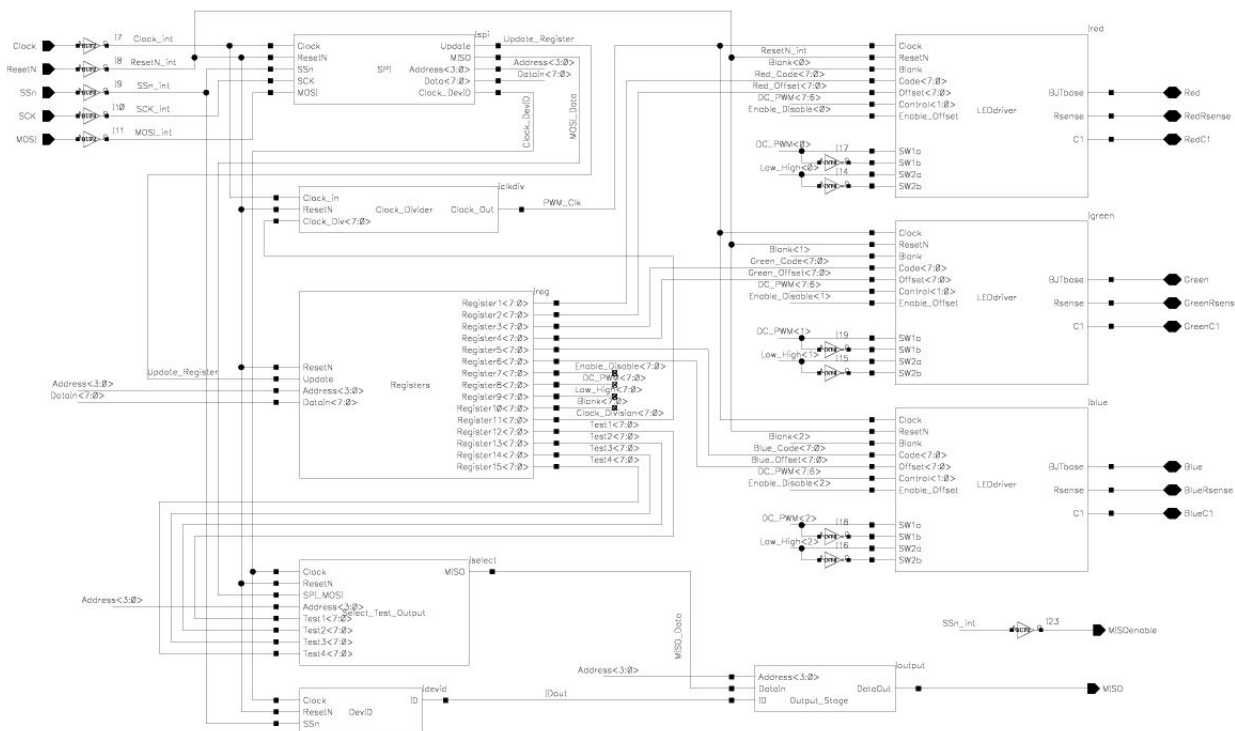 Clock
ResetN
SSn
SCK
MOSI
I7
Clock_int
I8
ResetN_int
I9
SSn_int
I10
SCK_int
I11
MOSI_int
Ispi
Clock
ResetN
SSn
SCK
MOSI
SPI
Update
MISO
Address<3:0>
Data<7:0>
Clock_DevID
Update_Register
Address<3:0>
DataIn<7:0>
Clock_DevID
MOSI_Data
Iclkdiv
Clock_in
ResetN
Clock_Div<7:0>
Clock_Divider
Clock_Out
PWM_Clk
Ireg
ResetN
Update
Address<3:0>
DataIn<7:0>
Registers
Update_Register
Address<3:0>
DataIn<7:0>
Register1<7:0>
Register2<7:0>
Register3<7:0>
Register4<7:0>
Register5<7:0>
Register6<7:0>
Register7<7:0>
Register8<7:0>
Register9<7:0>
Register10<7:0>
Register11<7:0>
Register12<7:0>
Register13<7:0>
Register14<7:0>
Register15<7:0>
Enable_Disable<7:0>
DC_PWM<7:0>
Low_High<7:0>
Blank<7:0>
Clock_Division<7:0>
Test1<7:0>
Test2<7:0>
Test3<7:0>
Test4<7:0>
Iselect
Clock
ResetN
SPI_MOSI
Address<3:0>
Test1<7:0>
Test2<7:0>
Test3<7:0>
Test4<7:0>
Select_Test_Output
MISO
Address<3:0>
MISO_Data
Idevid
Clock
ResetN
SSn
DevID
ID
IDout
Address<3:0>
Ioutput
Address<3:0>
DataIn
ID
Output_Stage
DataOut
MISO
SSn_int
I23
MISOenable
Ired
ResetN_int
Blank<0>
Red_Code<7:0>
Red_Offset<7:0>
DC_PWM<7:6>
Enable_Disable<0>
Clock
ResetN
Blank
Code<7:0>
Offset<7:0>
Control<1:0>
Enable_Offset
LEDdriver
BJTbase
Rsense
C1
Red
RedRsense
RedC1
DC_PWM<0>
I17
Low_High<0>
I14
SW1a
SW1b
SW2a
SW2b
Igreen
Blank<1>
Green_Code<7:0>
Green_Offset<7:0>
DC_PWM<7:6>
Enable_Disable<1>
Clock
ResetN
Blank
Code<7:0>
Offset<7:0>
Control<1:0>
Enable_Offset
LEDdriver
BJTbase
Rsense
C1
Green
GreenRsense
GreenC1
DC_PWM<1>
I19
Low_High<1>
I15
SW1a
SW1b
SW2a
SW2b
Iblue
Blank<2>
Blue_Code<7:0>
Blue_Offset<7:0>
DC_PWM<7:6>
Enable_Disable<2>
Clock
ResetN
Blank
Code<7:0>
Offset<7:0>
Control<1:0>
Enable_Offset
LEDdriver
BJTbase
Rsense
C1
Blue
BlueRsense
BlueC1
DC_PWM<2>
I18
Low_High<2>
I16
SW1a
SW1b
SW2a
SW2b